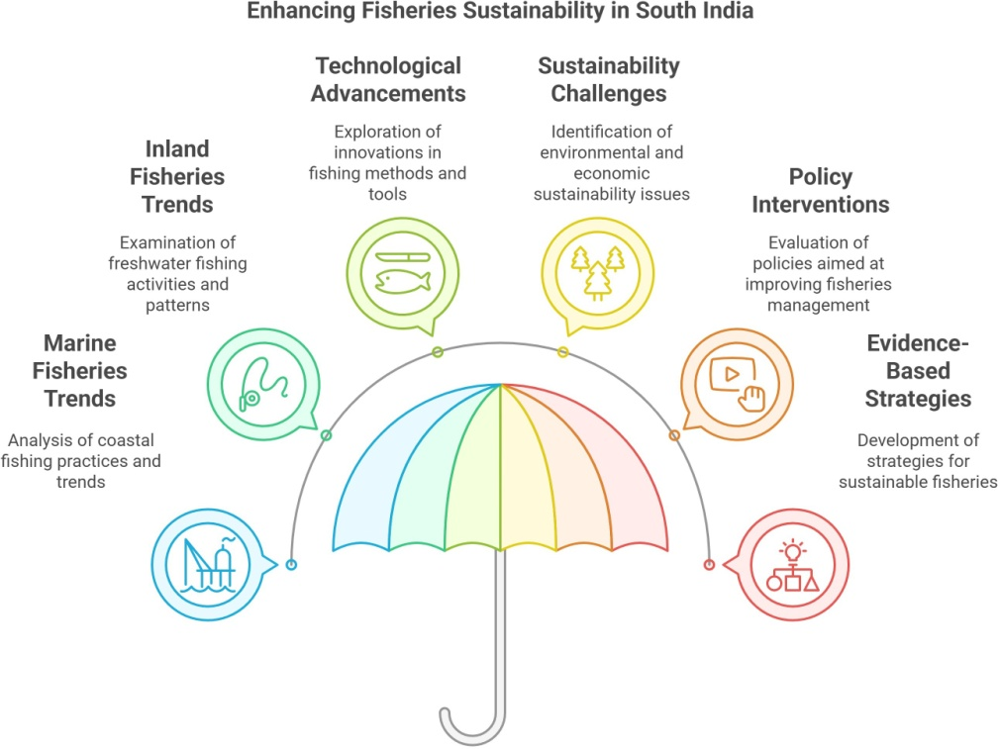 Enhancing Fisheries Sustainability in South India
Technological
Advancements
Exploration of
innovations in
fishing methods and
tools
Sustainability
Challenges
Identification of
environmental and
economic
sustainability issues
Inland
Fisheries
Trends
Examination of
freshwater fishing
activities and
patterns
Policy
Interventions
Evaluation of
policies aimed at
improving fisheries
management
Marine
Fisheries
Trends
Analysis of coastal
fishing practices and
trends
Evidence-
Based
Strategies
Development of
strategies for
sustainable fisheries